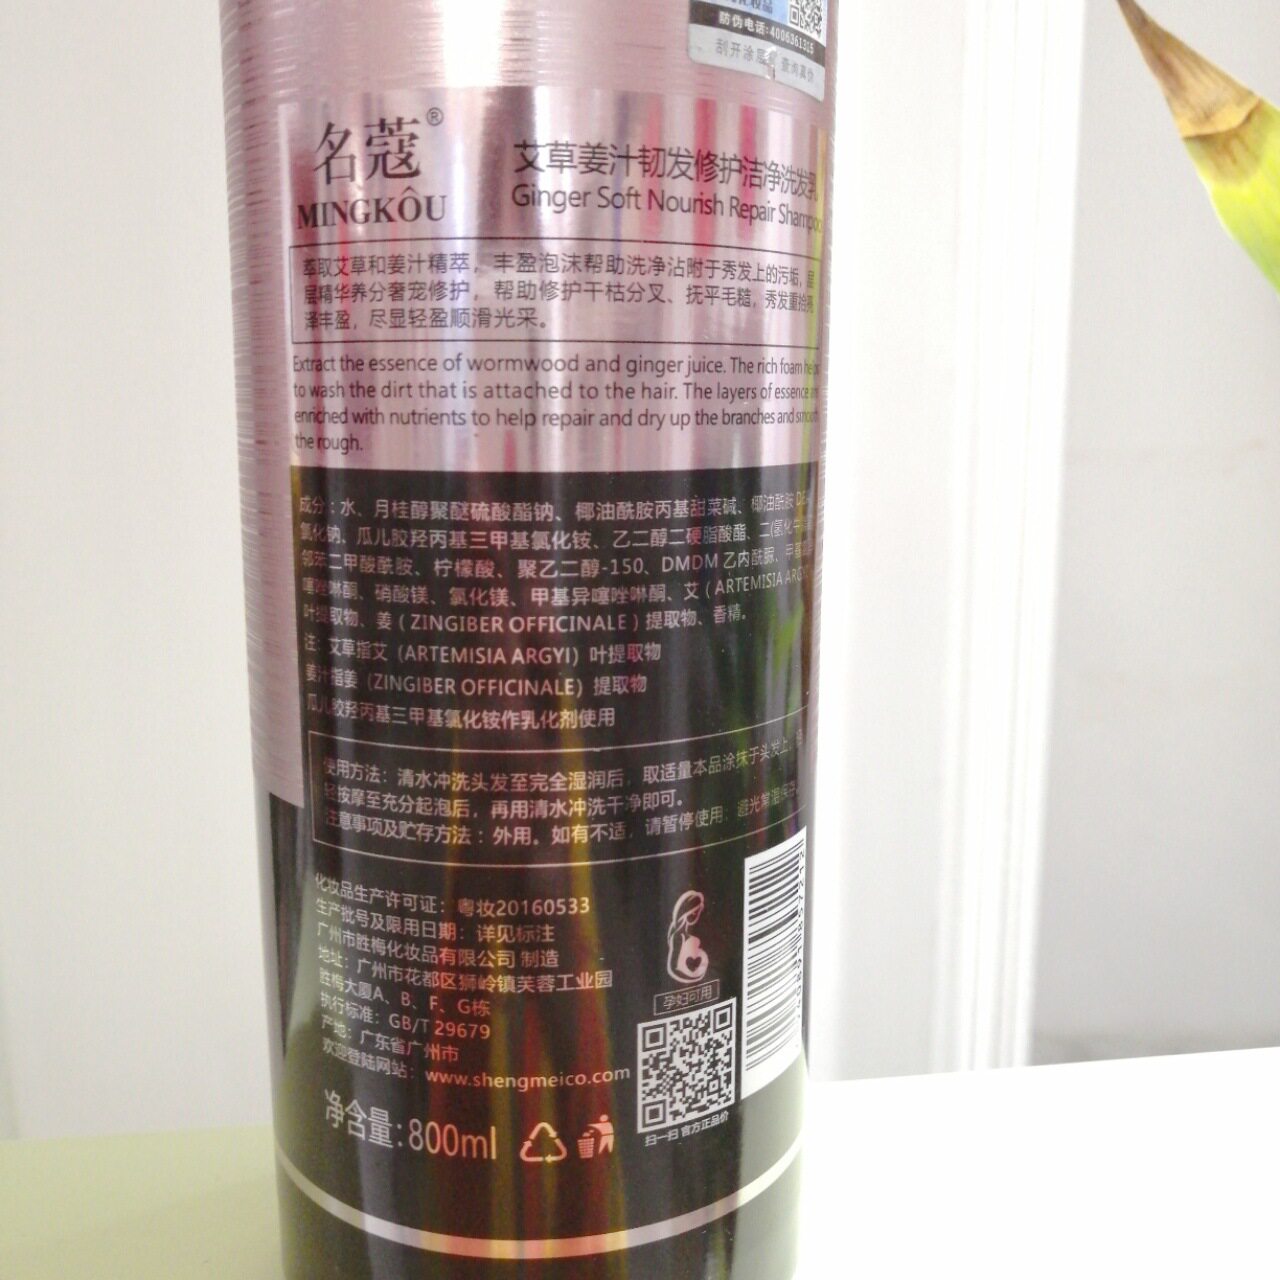 防伪电话:4006361315
刮开涂层 查询真伪
名蔻®
MINGKÔU
艾草姜汁韧发修护洁净洗发乳
Ginger Soft Nourish Repair Shampoo
萃取艾草和姜汁精萃，丰盈泡沫帮助洗净沾附于秀发上的污垢，层
层精华养分奢宠修护，帮助修护干枯分叉、抚平毛糙，秀发重拾亮
泽丰盈，尽显轻盈顺滑光采。
Extract the essence of wormwood and ginger juice. The rich foam
to wash the dirt that is attached to the hair. The layers of essence
enriched with nutrients to help repair and dry up the branches and smooth
the rough.
成分：水、月桂醇聚醚硫酸酯钠、椰油酰胺丙基甜菜碱、椰油酰胺
氯化钠、瓜儿胶羟丙基三甲基氯化铵、乙二醇二硬脂酸酯、二(氢化牛
邻苯二甲酸酰胺、柠檬酸、聚乙二醇-150、DMDM 乙内酰脲、甲基
噻唑啉酮、硝酸镁、氯化镁、甲基异噻唑啉酮、艾 ( ARTEMISIA
叶提取物、姜 ( ZINGIBER OFFICINALE ) 提取物、香精。
注：艾草指艾（ARTEMISIA ARGYI）叶提取物
姜汁指姜（ZINGIBER OFFICINALE）提取物
瓜儿胶羟丙基三甲基氯化铵作乳化剂使用
使用方法：清水冲洗头发至完全湿润后，取适量本品涂抹于头发上，轻
轻按摩至充分起泡后，再用清水冲洗干净即可。
注意事项及贮存方法：外用。如有不适，请暂停使用，避光常温保存。
化妆品生产许可证：粤妆20160533
生产批号及限用日期：详见标注
广州市胜梅化妆品有限公司 制造
地址：广州市花都区狮岭镇芙蓉工业园
胜梅大厦A、B、F、G栋
执行标准：GB/T 29679
产地：广东省广州市
欢迎登陆网站：www.shengmeico.com
净含量:800ml
孕妇可用
扫一扫 官方正品价